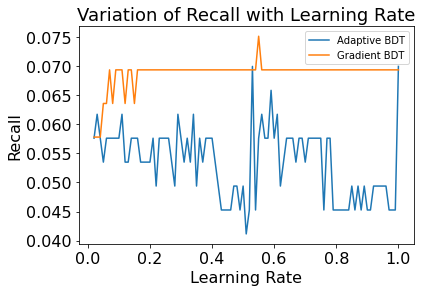 Variation of Recall with Learning Rate
Adaptive BDT
Gradient BDT
Recall
0.075
0.070
0.065
0.060
0.055
0.050
0.045
0.040
0.0 0.2 0.4 0.6 0.8 1.0
Learning Rate